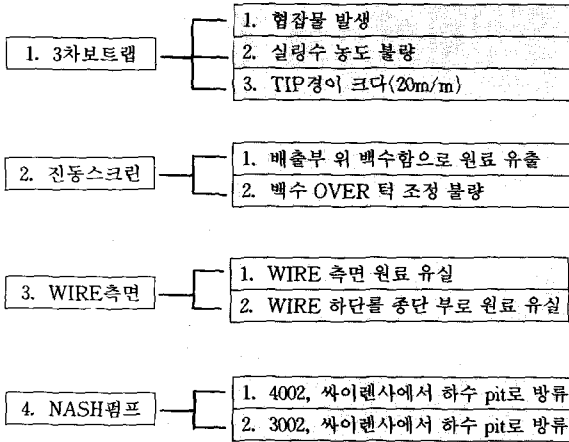 1. 3차보트랩
1. 협잡물 발생
2. 실링수 농도 불량
3. TIP경이 크다(20m/m)
2. 진동스크린
1. 배출부 위 백수함으로 원료 유출
2. 백수 OVER 턱 조정 불량
3. WIRE측면
1. WIRE 측면 원료 유실
2. WIRE 하단롤 종단 부로 원료 유실
4. NASH펌프
1. 4002, 싸이렌사에서 하수 pit로 방류
2. 3002, 싸이렌사에서 하수 pit로 방류